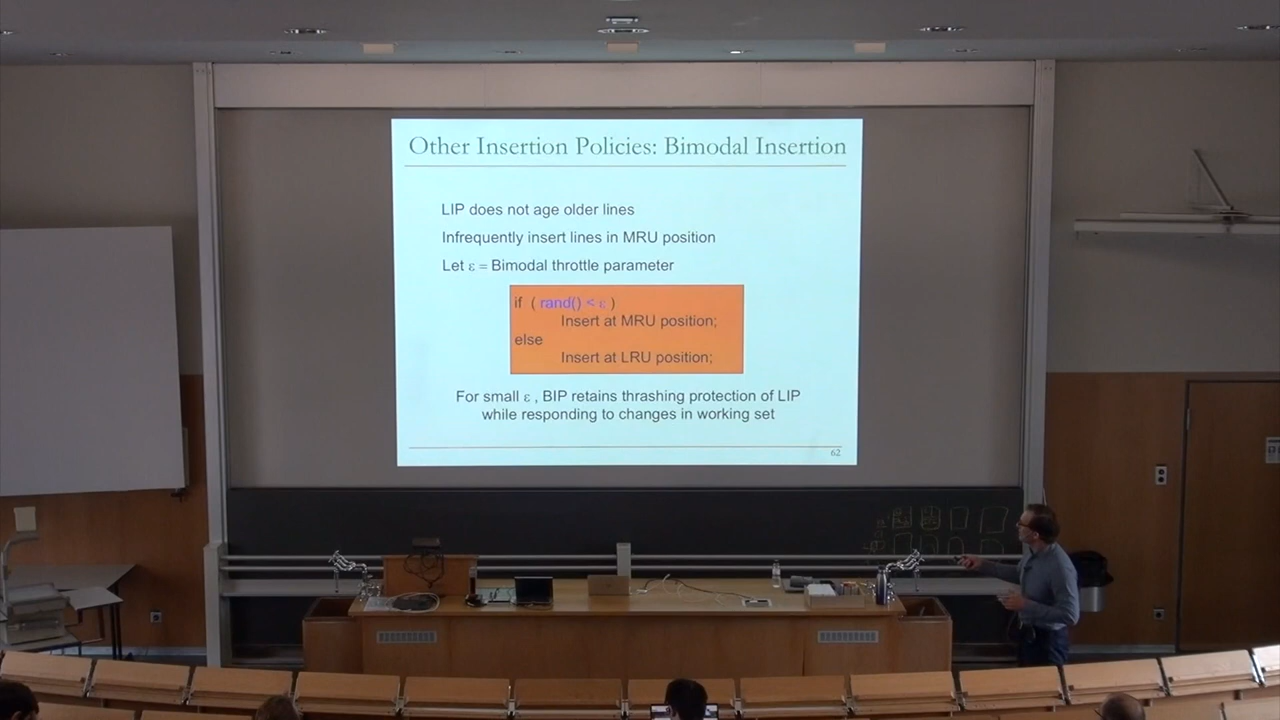 Other Insertion Policies: Bimodal Insertion
LIP does not age older lines
Infrequently insert lines in MRU position
Let ε = Bimodal throttle parameter
if ( rand() < ε )
Insert at MRU position;
else
Insert at LRU position;
For small ε , BIP retains thrashing protection of LIP
while responding to changes in working set
62